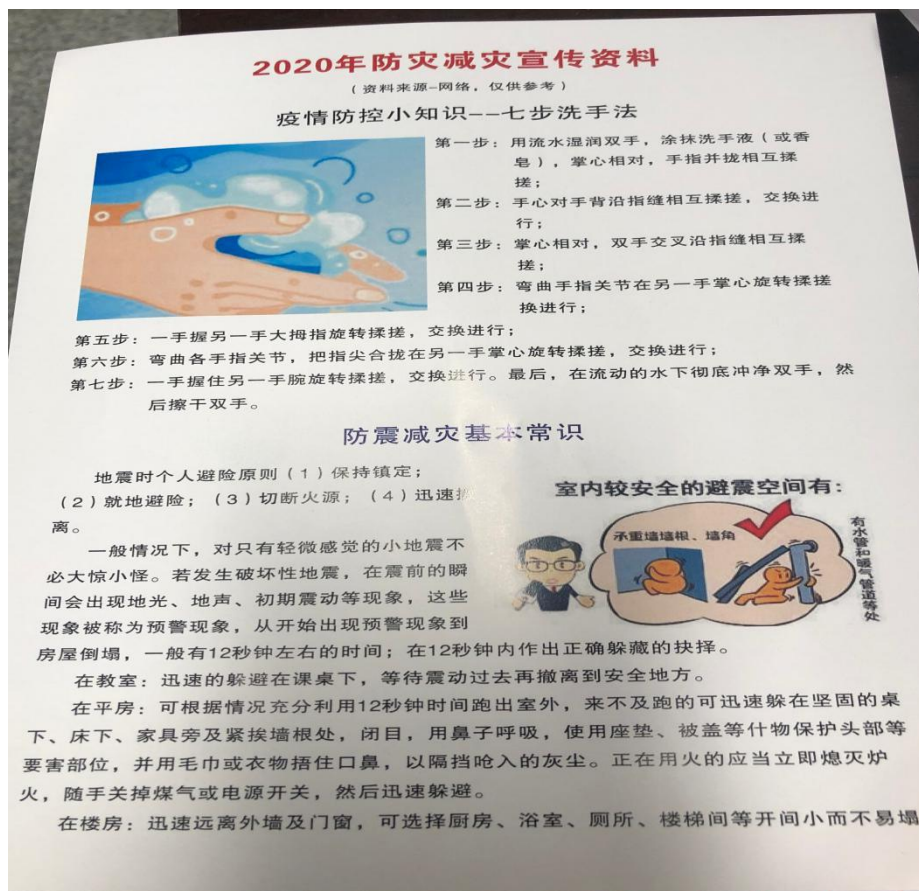 2020年防灾减灾宣传资料
(资料来源-网络，仅供参考)
疫情防控小知识--七步洗手法
第一步：用流水湿润双手，涂抹洗手液（或香
皂），掌心相对，手指并拢相互揉
搓；
第二步：手心对手背沿指缝相互揉搓，交换进
行；
第三步：掌心相对，双手交叉沿指缝相互揉
搓；
第四步：弯曲手指关节在另一手掌心旋转揉搓
换进行；
第五步：一手握另一手大拇指旋转揉搓，交换进行；
第六步：弯曲各手指关节，把指尖合拢在另一手掌心旋转揉搓，交换进行；
第七步：一手握住另一手腕旋转揉搓，交换进行。最后，在流动的水下彻底冲净双手，然
后擦干双手。
防震减灾基本常识
地震时个人避险原则（1）保持镇定；
（2）就地避险；（3）切断火源；（4）迅速
离。
一般情况下，对只有轻微感觉的小地震不
必大惊小怪。若发生破坏性地震，在震前的瞬
间会出现地光、地声、初期震动等现象，这些
现象被称为预警现象，从开始出现预警现象到
房屋倒塌，一般有12秒钟左右的时间；在12秒钟内作出正确躲藏的抉择。
室内较安全的避震空间有：
承重墙墙根、墙角
有水管和暖气管道等处
在教室：迅速的躲避在课桌下，等待震动过去再撤离到安全地方。
在平房：可根据情况充分利用12秒钟时间跑出室外，来不及跑的可迅速躲在坚固的桌
下、床下、家具旁及紧挨墙根处，闭目，用鼻子呼吸，使用座垫、被盖等什物保护头部等
要害部位，并用毛巾或衣物捂住口鼻，以隔挡呛入的灰尘。正在用火的应当立即熄灭炉
火，随手关掉煤气或电源开关，然后迅速躲避。
在楼房：迅速远离外墙及门窗，可选择厨房、浴室、厕所、楼梯间等开间小而不易塌